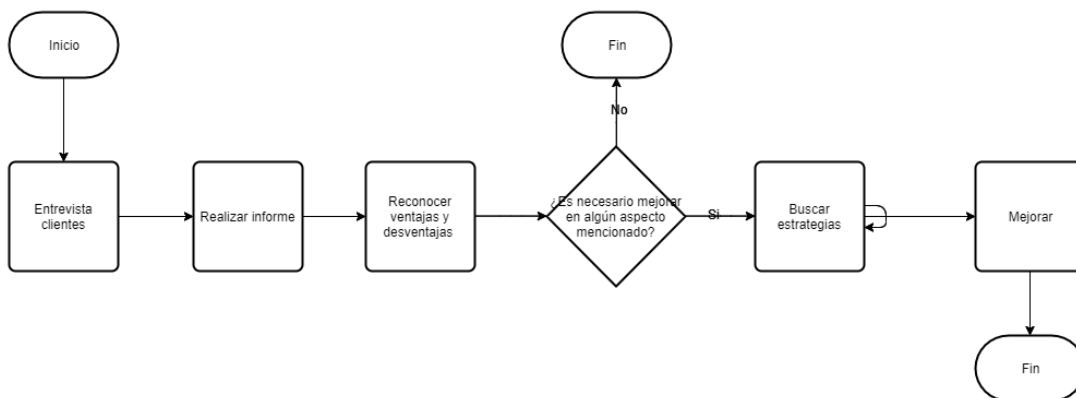 Inicio
Fin
No
Entrevista
clientes
Realizar informe
Reconocer
ventajas y
desventajas
¿Es necesario mejorar
en algún aspecto
mencionado?
Si
Buscar
estrategias
Mejorar
Fin